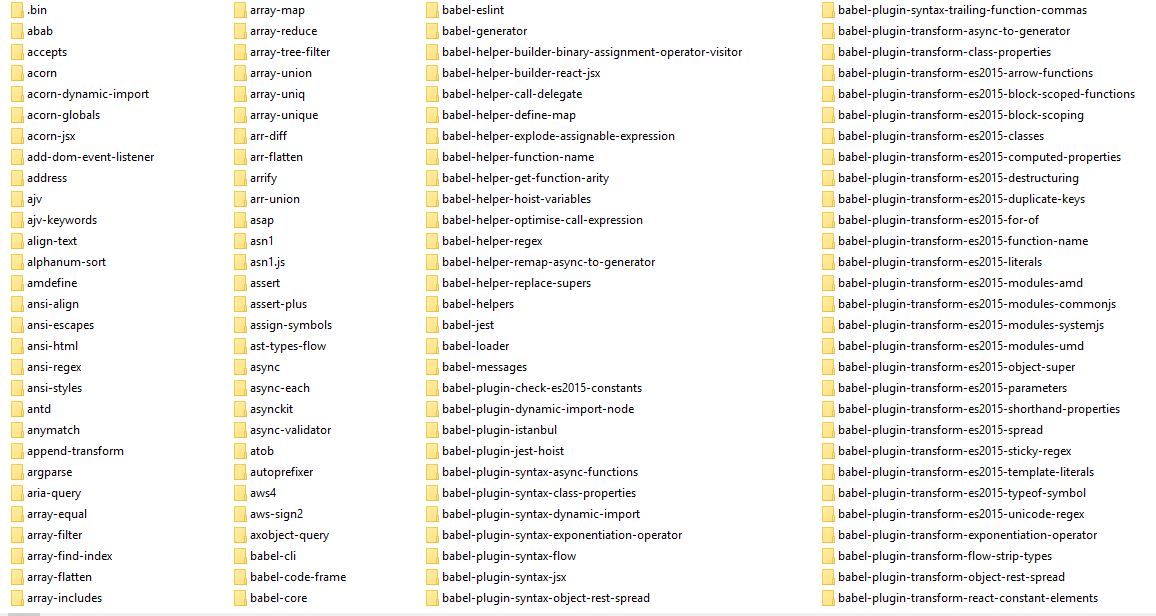 .bin
abab
accepts
acorn
acorn-dynamic-import
acorn-globals
acorn-jsx
add-dom-event-listener
address
ajv
ajv-keywords
align-text
alphanum-sort
amdefine
ansi-align
ansi-escapes
ansi-html
ansi-regex
ansi-styles
antd
anymatch
append-transform
argparse
aria-query
array-equal
array-filter
array-find-index
array-flatten
array-includes
array-map
array-reduce
array-tree-filter
array-union
array-uniq
array-unique
arr-diff
arr-flatten
arrify
arr-union
asap
asn1
asn1.js
assert
assert-plus
assign-symbols
ast-types-flow
async
async-each
asynckit
async-validator
atob
autoprefixer
aws4
aws-sign2
axobject-query
babel-cli
babel-code-frame
babel-core
babel-eslint
babel-generator
babel-helper-builder-binary-assignment-operator-visitor
babel-helper-builder-react-jsx
babel-helper-call-delegate
babel-helper-define-map
babel-helper-explode-assignable-expression
babel-helper-function-name
babel-helper-get-function-arity
babel-helper-hoist-variables
babel-helper-optimise-call-expression
babel-helper-regex
babel-helper-remap-async-to-generator
babel-helper-replace-supers
babel-helpers
babel-jest
babel-loader
babel-messages
babel-plugin-check-es2015-constants
babel-plugin-dynamic-import-node
babel-plugin-istanbul
babel-plugin-jest-hoist
babel-plugin-syntax-async-functions
babel-plugin-syntax-class-properties
babel-plugin-syntax-dynamic-import
babel-plugin-syntax-exponentiation-operator
babel-plugin-syntax-flow
babel-plugin-syntax-jsx
babel-plugin-syntax-object-rest-spread
babel-plugin-syntax-trailing-function-commas
babel-plugin-transform-async-to-generator
babel-plugin-transform-class-properties
babel-plugin-transform-es2015-arrow-functions
babel-plugin-transform-es2015-block-scoped-functions
babel-plugin-transform-es2015-block-scoping
babel-plugin-transform-es2015-classes
babel-plugin-transform-es2015-computed-properties
babel-plugin-transform-es2015-destructuring
babel-plugin-transform-es2015-duplicate-keys
babel-plugin-transform-es2015-for-of
babel-plugin-transform-es2015-function-name
babel-plugin-transform-es2015-literals
babel-plugin-transform-es2015-modules-amd
babel-plugin-transform-es2015-modules-commonjs
babel-plugin-transform-es2015-modules-systemjs
babel-plugin-transform-es2015-modules-umd
babel-plugin-transform-es2015-object-super
babel-plugin-transform-es2015-parameters
babel-plugin-transform-es2015-shorthand-properties
babel-plugin-transform-es2015-spread
babel-plugin-transform-es2015-sticky-regex
babel-plugin-transform-es2015-template-literals
babel-plugin-transform-es2015-typeof-symbol
babel-plugin-transform-es2015-unicode-regex
babel-plugin-transform-exponentiation-operator
babel-plugin-transform-flow-strip-types
babel-plugin-transform-object-rest-spread
babel-plugin-transform-react-constant-elements